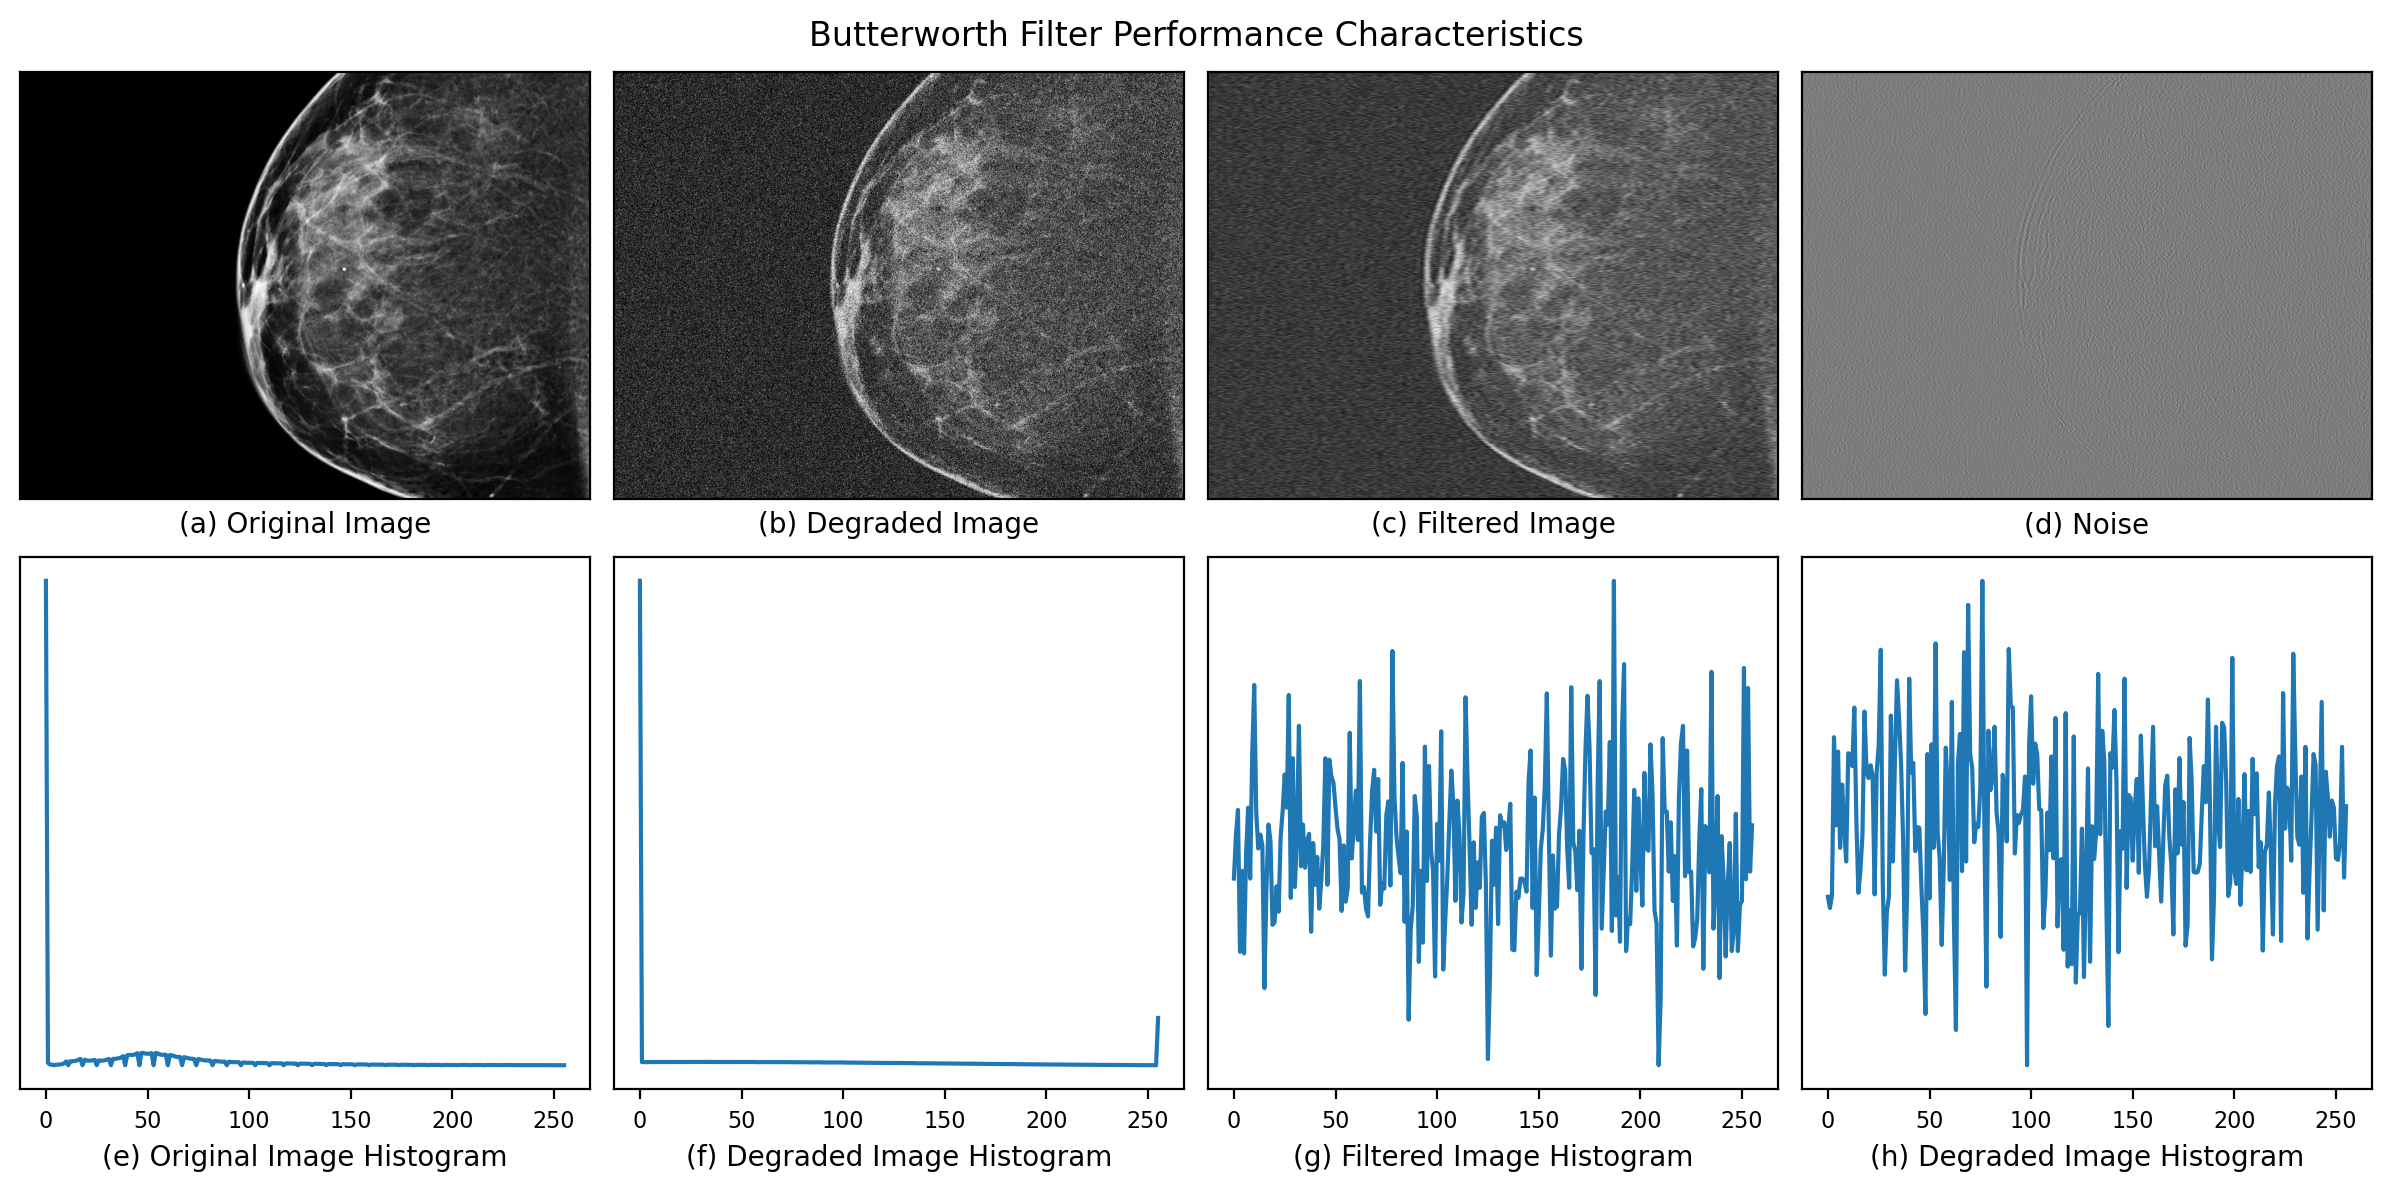 Butterworth Filter Performance Characteristics
(a) Original Image
(b) Degraded Image
(c) Filtered Image
(d) Noise
0 50 100 150 200 250
0 50 100 150 200 250
0 50 100 150 200 250
0 50 100 150 200 250
(e) Original Image Histogram
(f) Degraded Image Histogram
(g) Filtered Image Histogram
(h) Degraded Image Histogram